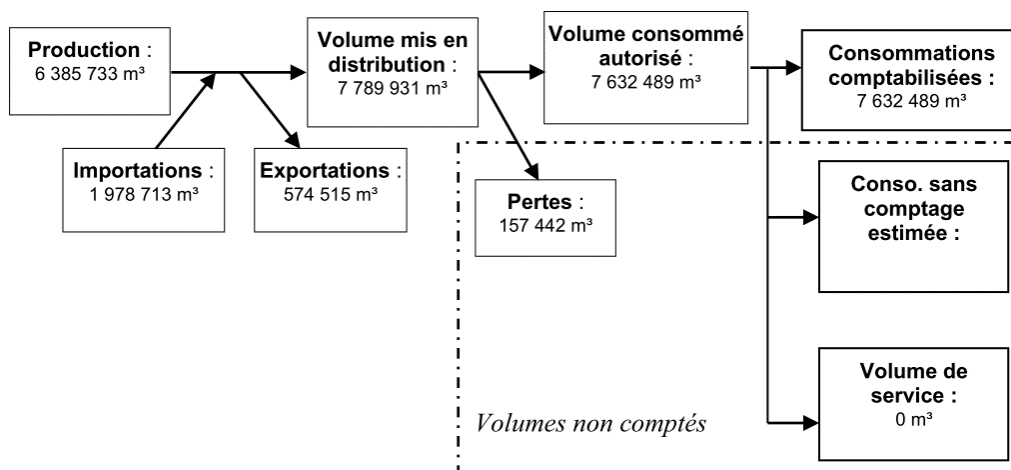 Production :
6 385 733 m³
Volume mis en
distribution :
7 789 931 m³
Volume consommé
autorisé :
7 632 489 m³
Consommations
comptabilisées :
7 632 489 m³
Importations :
1 978 713 m³
Exportations :
574 515 m³
Pertes :
157 442 m³
Conso. sans
comptage
estimée :
Volume de
service :
0 m³
Volumes non comptés